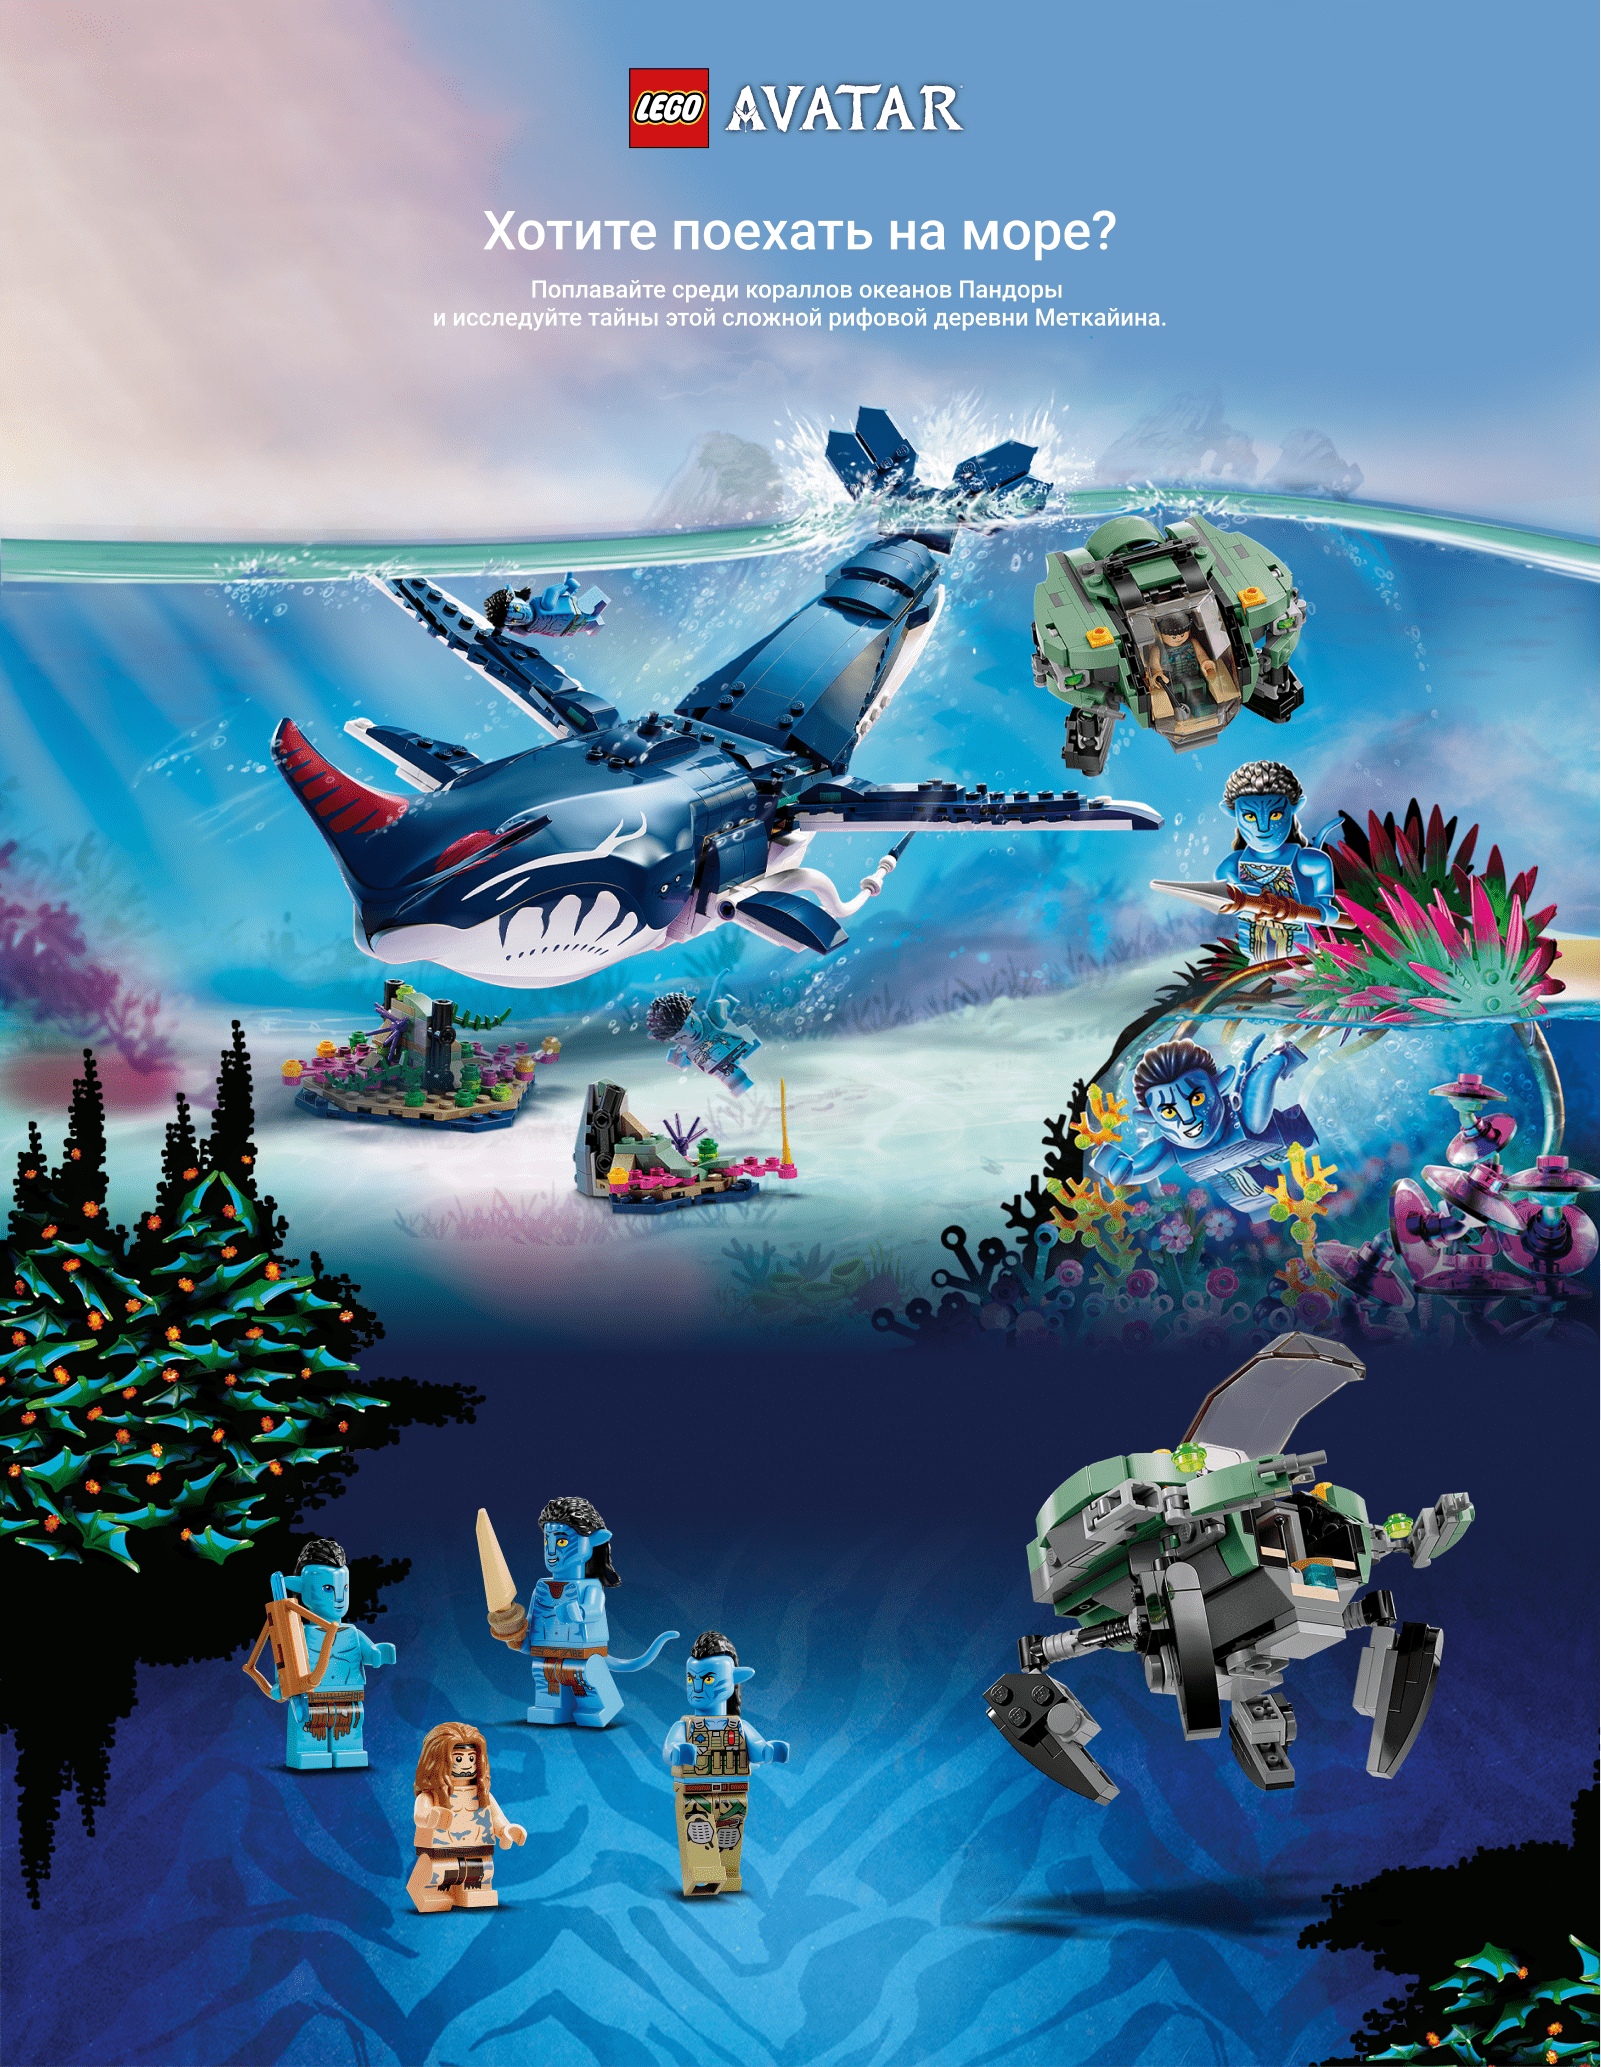 LEGO AVATAR
Хотите поехать на море?
Поплавайте среди кораллов океанов Пандоры
и исследуйте тайны этой сложной рифовой деревни Меткайина.